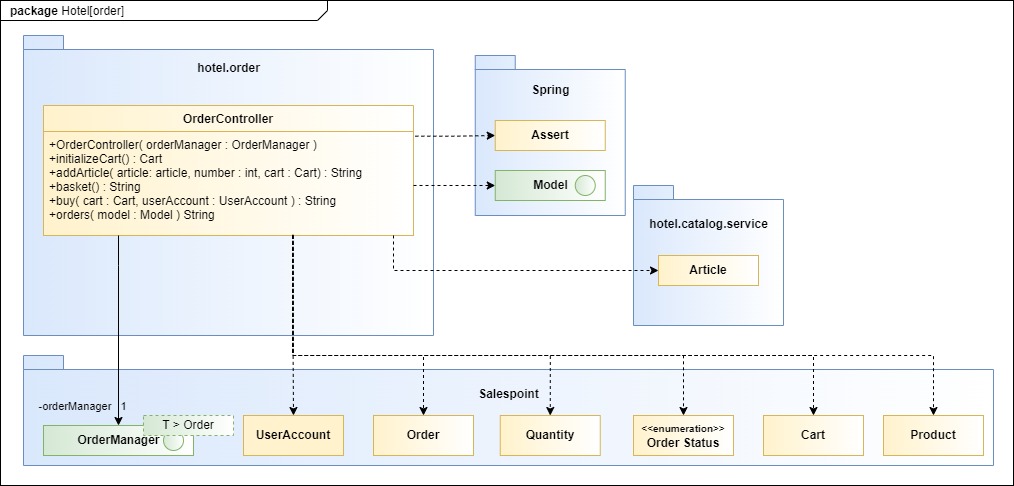 package Hotel[order]
hotel.order
OrderController
+OrderController( orderManager : OrderManager )
+initializeCart() : Cart
+addArticle( article: article, number : int, cart : Cart) : String
+basket() : String
+buy( cart : Cart, userAccount : UserAccount ) : String
+orders( model : Model ) String
Spring
Assert
Model
hotel.catalog.service
Article
Salespoint
-orderManager 1
T > Order
OrderManager
UserAccount
Order
Quantity
<<enumeration>>
Order Status
Cart
Product